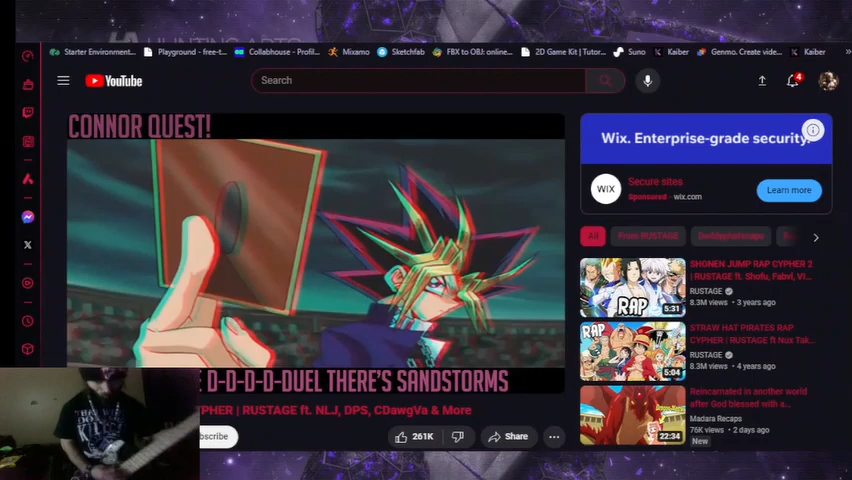 Starter Environment...
Playground - free-t...
Collabhouse - Profil...
Mixamo
Sketchfab
FBX to OBJ: online...
2D Game Kit | Tutor...
Suno
Kaiber
Genmo. Create vide...
Kaiber
YouTube
Search
4
CONNOR QUEST!
D-D-D-D-DUEL THERE'S SANDSTORMS
Wix. Enterprise-grade security.
WIX
Secure sites
Sponsored · wix.com
Learn more
All
From RUSTAGE
RAP
5:31
SHONEN JUMP RAP CYPHER 2
| RUSTAGE ft. Shofu, Fabvl, Vi...
RUSTAGE
8.3M views • 3 years ago
RAP
5:04
STRAW HAT PIRATES RAP
CYPHER | RUSTAGE ft Nux Tak...
RUSTAGE
8.3M views • 4 years ago
22:34
Reincarnated in another world
after God blessed with a...
Madara Recaps
76K views • 2 days ago
New
YPHER | RUSTAGE ft. NLJ, DPS, CDawgVa & More
scribe
261K
Share